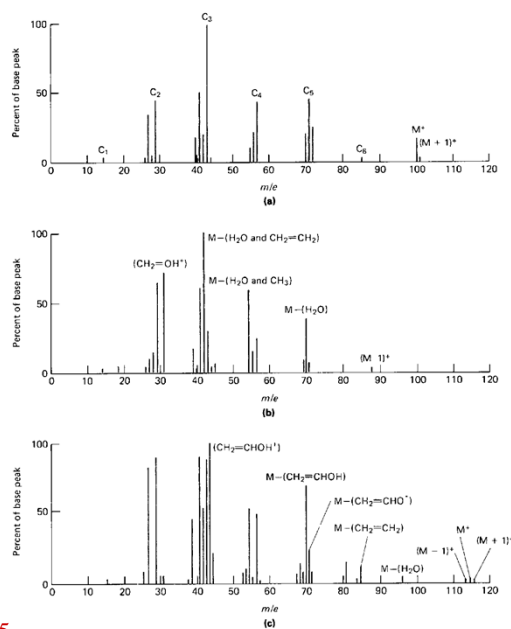 Percent of base peak
100
50
0
C₁
C₂
C₃
C₄
C₅
C₆
M⁺
(M + 1)⁺
0 10 20 30 40 50 60 70 80 90 100 110 120
m/e
(a)
Percent of base peak
100
50
0
(CH₂=OH⁺)
M–(H₂O and CH₂=CH₂)
M–(H₂O and CH₃)
M–(H₂O)
(M 1)⁺
0 10 20 30 40 50 60 70 80 90 100 110 120
m/e
(b)
Percent of base peak
100
50
0
(CH₂=CHOH⁺)
M–(CH₂=CHOH)
M–(CH₂=CHO⁺)
M–(CH₂=CH₂)
M–(H₂O)
(M − 1)⁺
M⁺
(M + 1)⁺
0 10 20 30 40 50 60 70 80 90 100 110 120
m/e
(c)
5